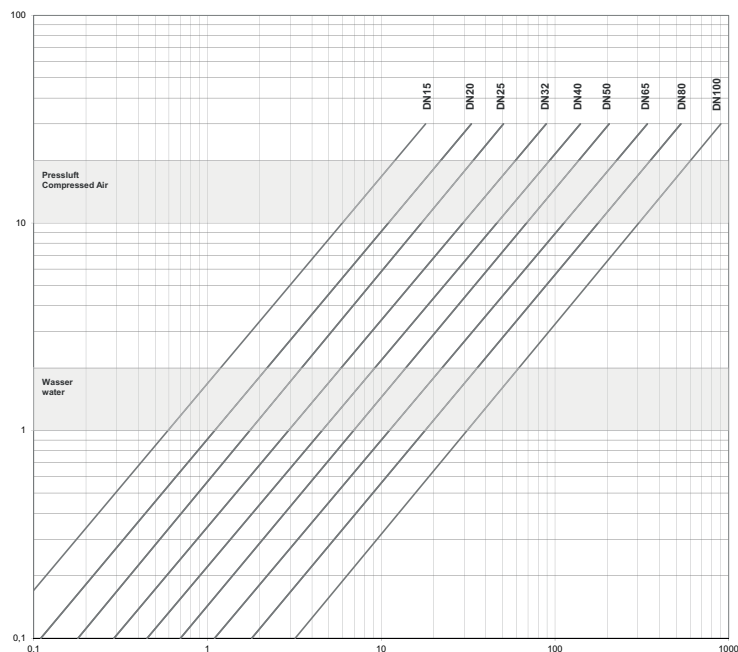 100
DN15
DN20
DN25
DN32
DN40
DN50
DN65
DN80
DN100
Pressluft
Compressed Air
10
Wasser
water
1
0,1
0,1
1
10
100
1000